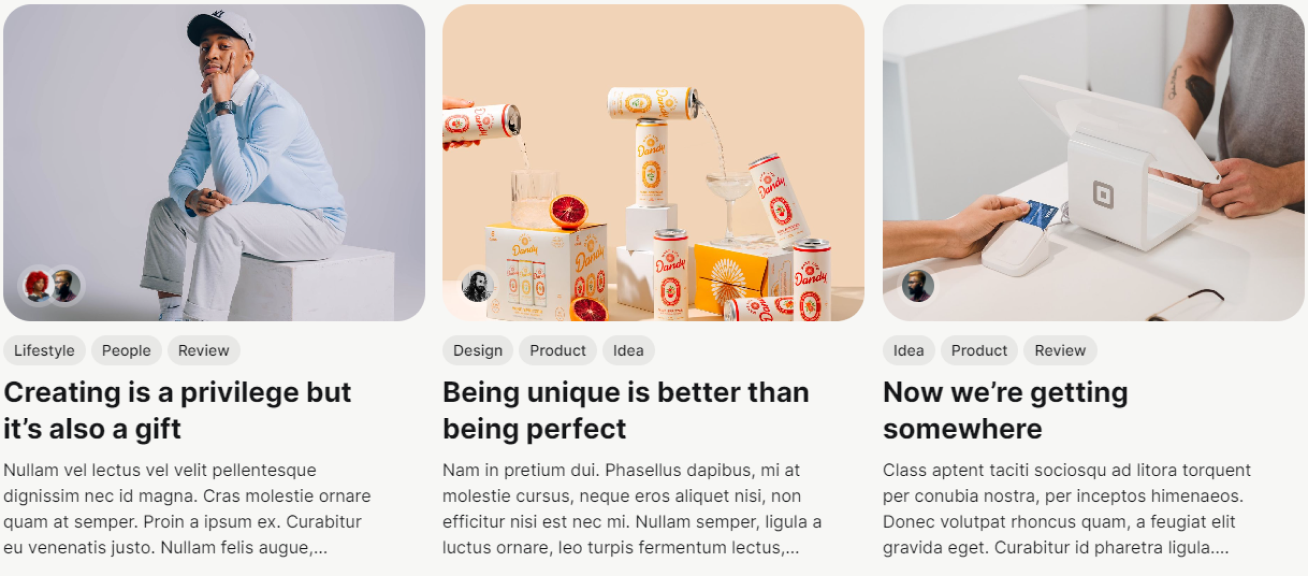 Dandy
Dandy
Dandy
Dandy
Dandy
VISA
Lifestyle
People
Review
Design
Product
Idea
Idea
Product
Review
Creating is a privilege but
it’s also a gift
Being unique is better than
being perfect
Now we’re getting
somewhere
Nullam vel lectus vel velit pellentesque
dignissim nec id magna. Cras molestie ornare
quam at semper. Proin a ipsum ex. Curabitur
eu venenatis justo. Nullam felis augue,...
Nam in pretium dui. Phasellus dapibus, mi at
molestie cursus, neque eros aliquet nisi, non
efficitur nisi est nec mi. Nullam semper, ligula a
luctus ornare, leo turpis fermentum lectus,...
Class aptent taciti sociosqu ad litora torquent
per conubia nostra, per inceptos himenaeos.
Donec volutpat rhoncus quam, a feugiat elit
gravida eget. Curabitur id pharetra ligula....